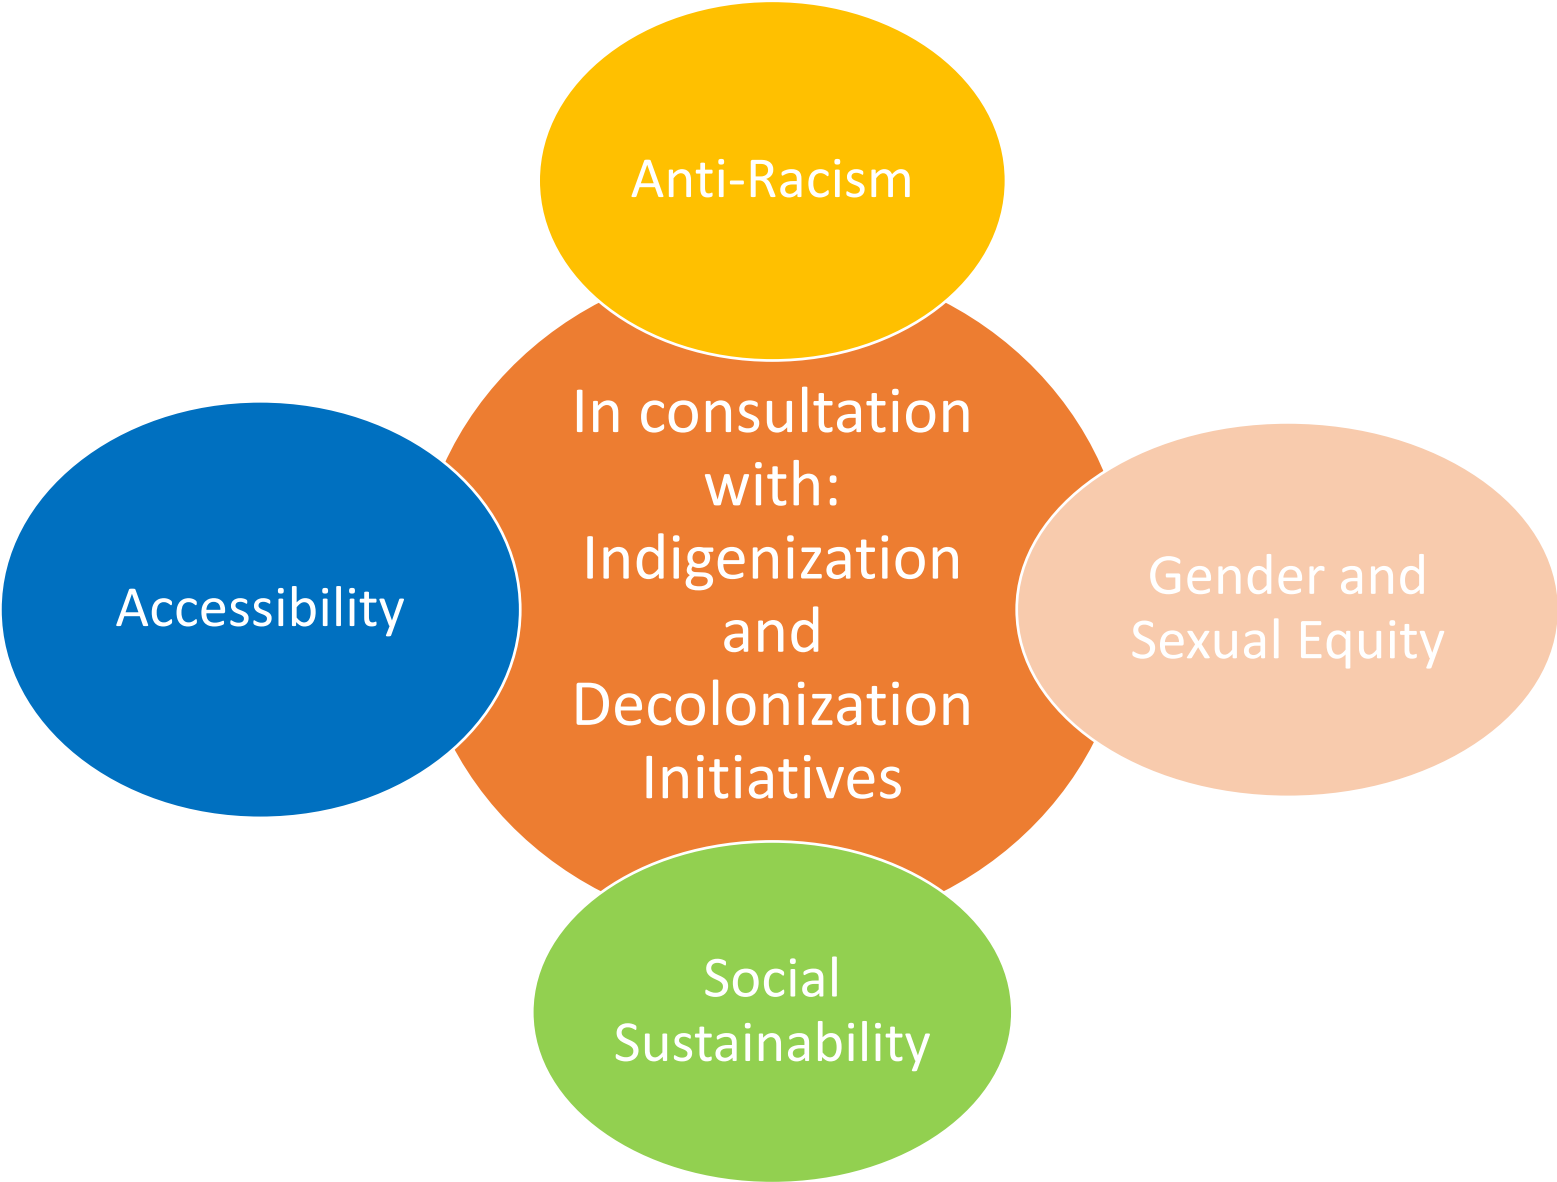 Anti-Racism
In consultation
with:
Indigenization
and
Decolonization
Initiatives
Accessibility
Gender and
Sexual Equity
Social
Sustainability